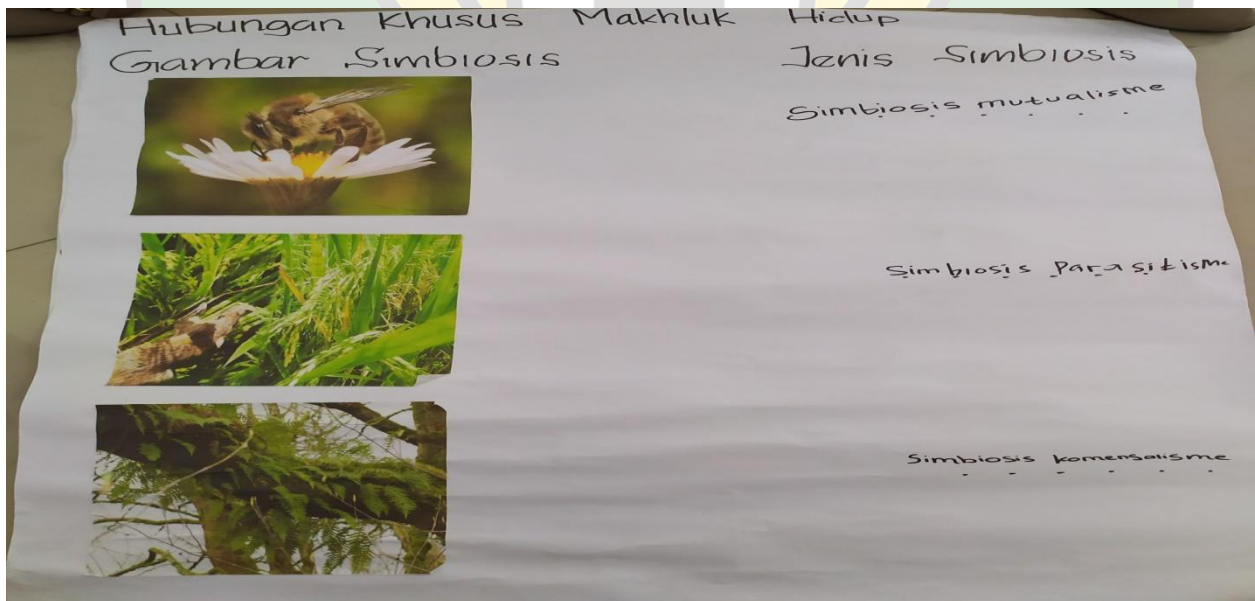 Hubungan Khusus Makhluk Hidup
Gambar Simbiosis Jenis Simbiosis
Simbiosis mutualisme
Simbiosis Parasitisme
Simbiosis komensalisme